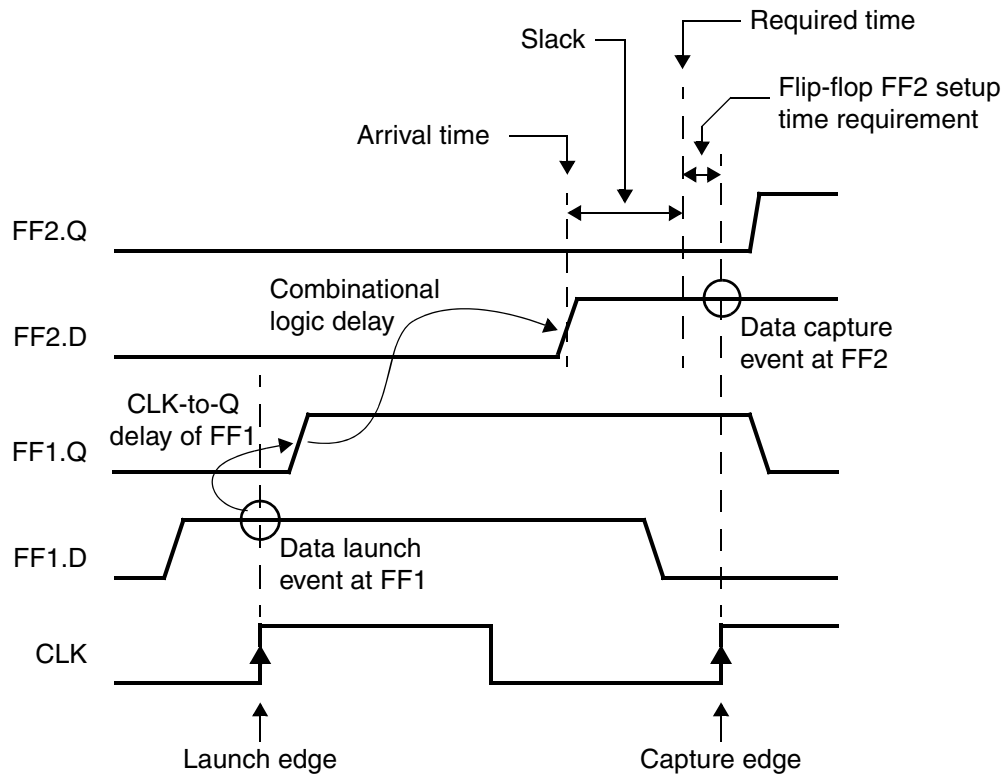 Required time
Slack
Flip-flop FF2 setup
time requirement
Arrival time
FF2.Q
Combinational
logic delay
FF2.D
Data capture
event at FF2
CLK-to-Q
delay of FF1
FF1.Q
Data launch
event at FF1
FF1.D
CLK
Launch edge
Capture edge